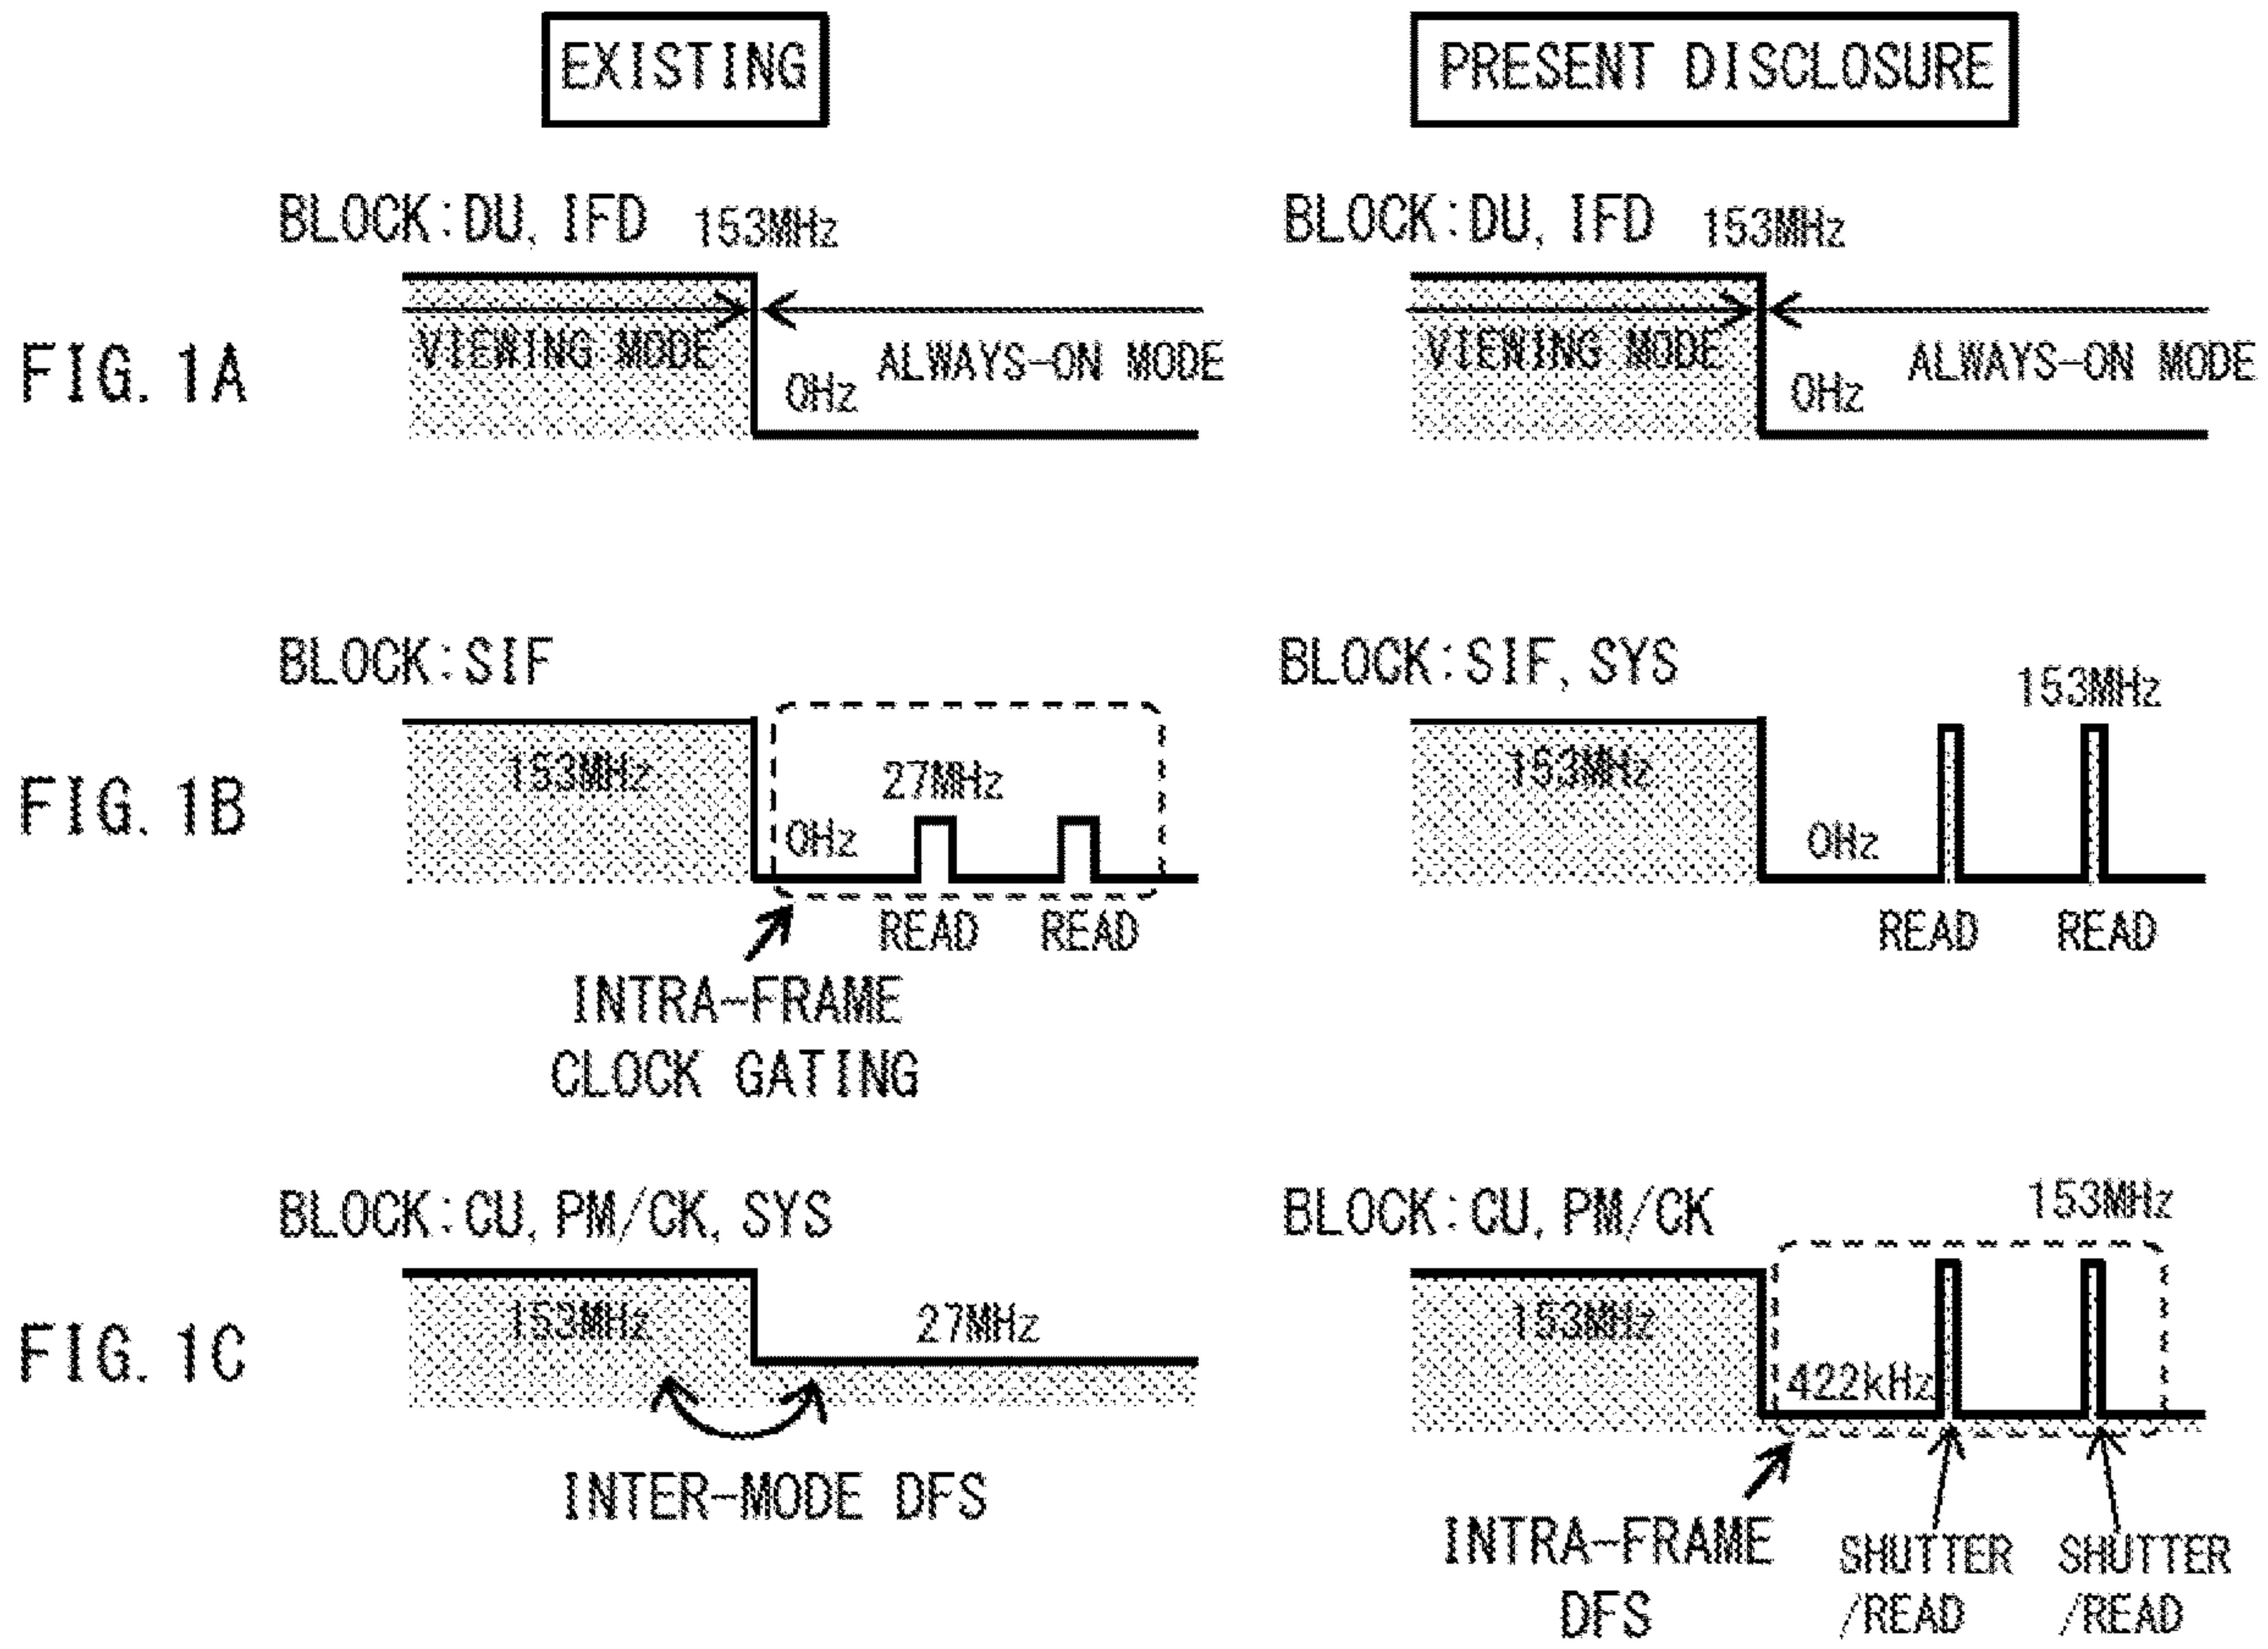 EXISTING
PRESENT DISCLOSURE
FIG. 1A
BLOCK:DU, IFD 153MHz
VIEWING MODE
0Hz
ALWAYS-ON MODE
BLOCK:DU, IFD 153MHz
VIEWING MODE
0Hz
ALWAYS-ON MODE
FIG. 1B
BLOCK:SIF
153MHz
27MHz
0Hz
READ READ
INTRA-FRAME
CLOCK GATING
BLOCK:SIF, SYS
153MHz
153MHz
0Hz
READ READ
FIG. 1C
BLOCK:CU, PM/CK, SYS
153MHz
27MHz
INTER-MODE DFS
BLOCK:CU, PM/CK
153MHz
153MHz
422kHz
INTRA-FRAME
DFS
SHUTTER
/READ
SHUTTER
/READ